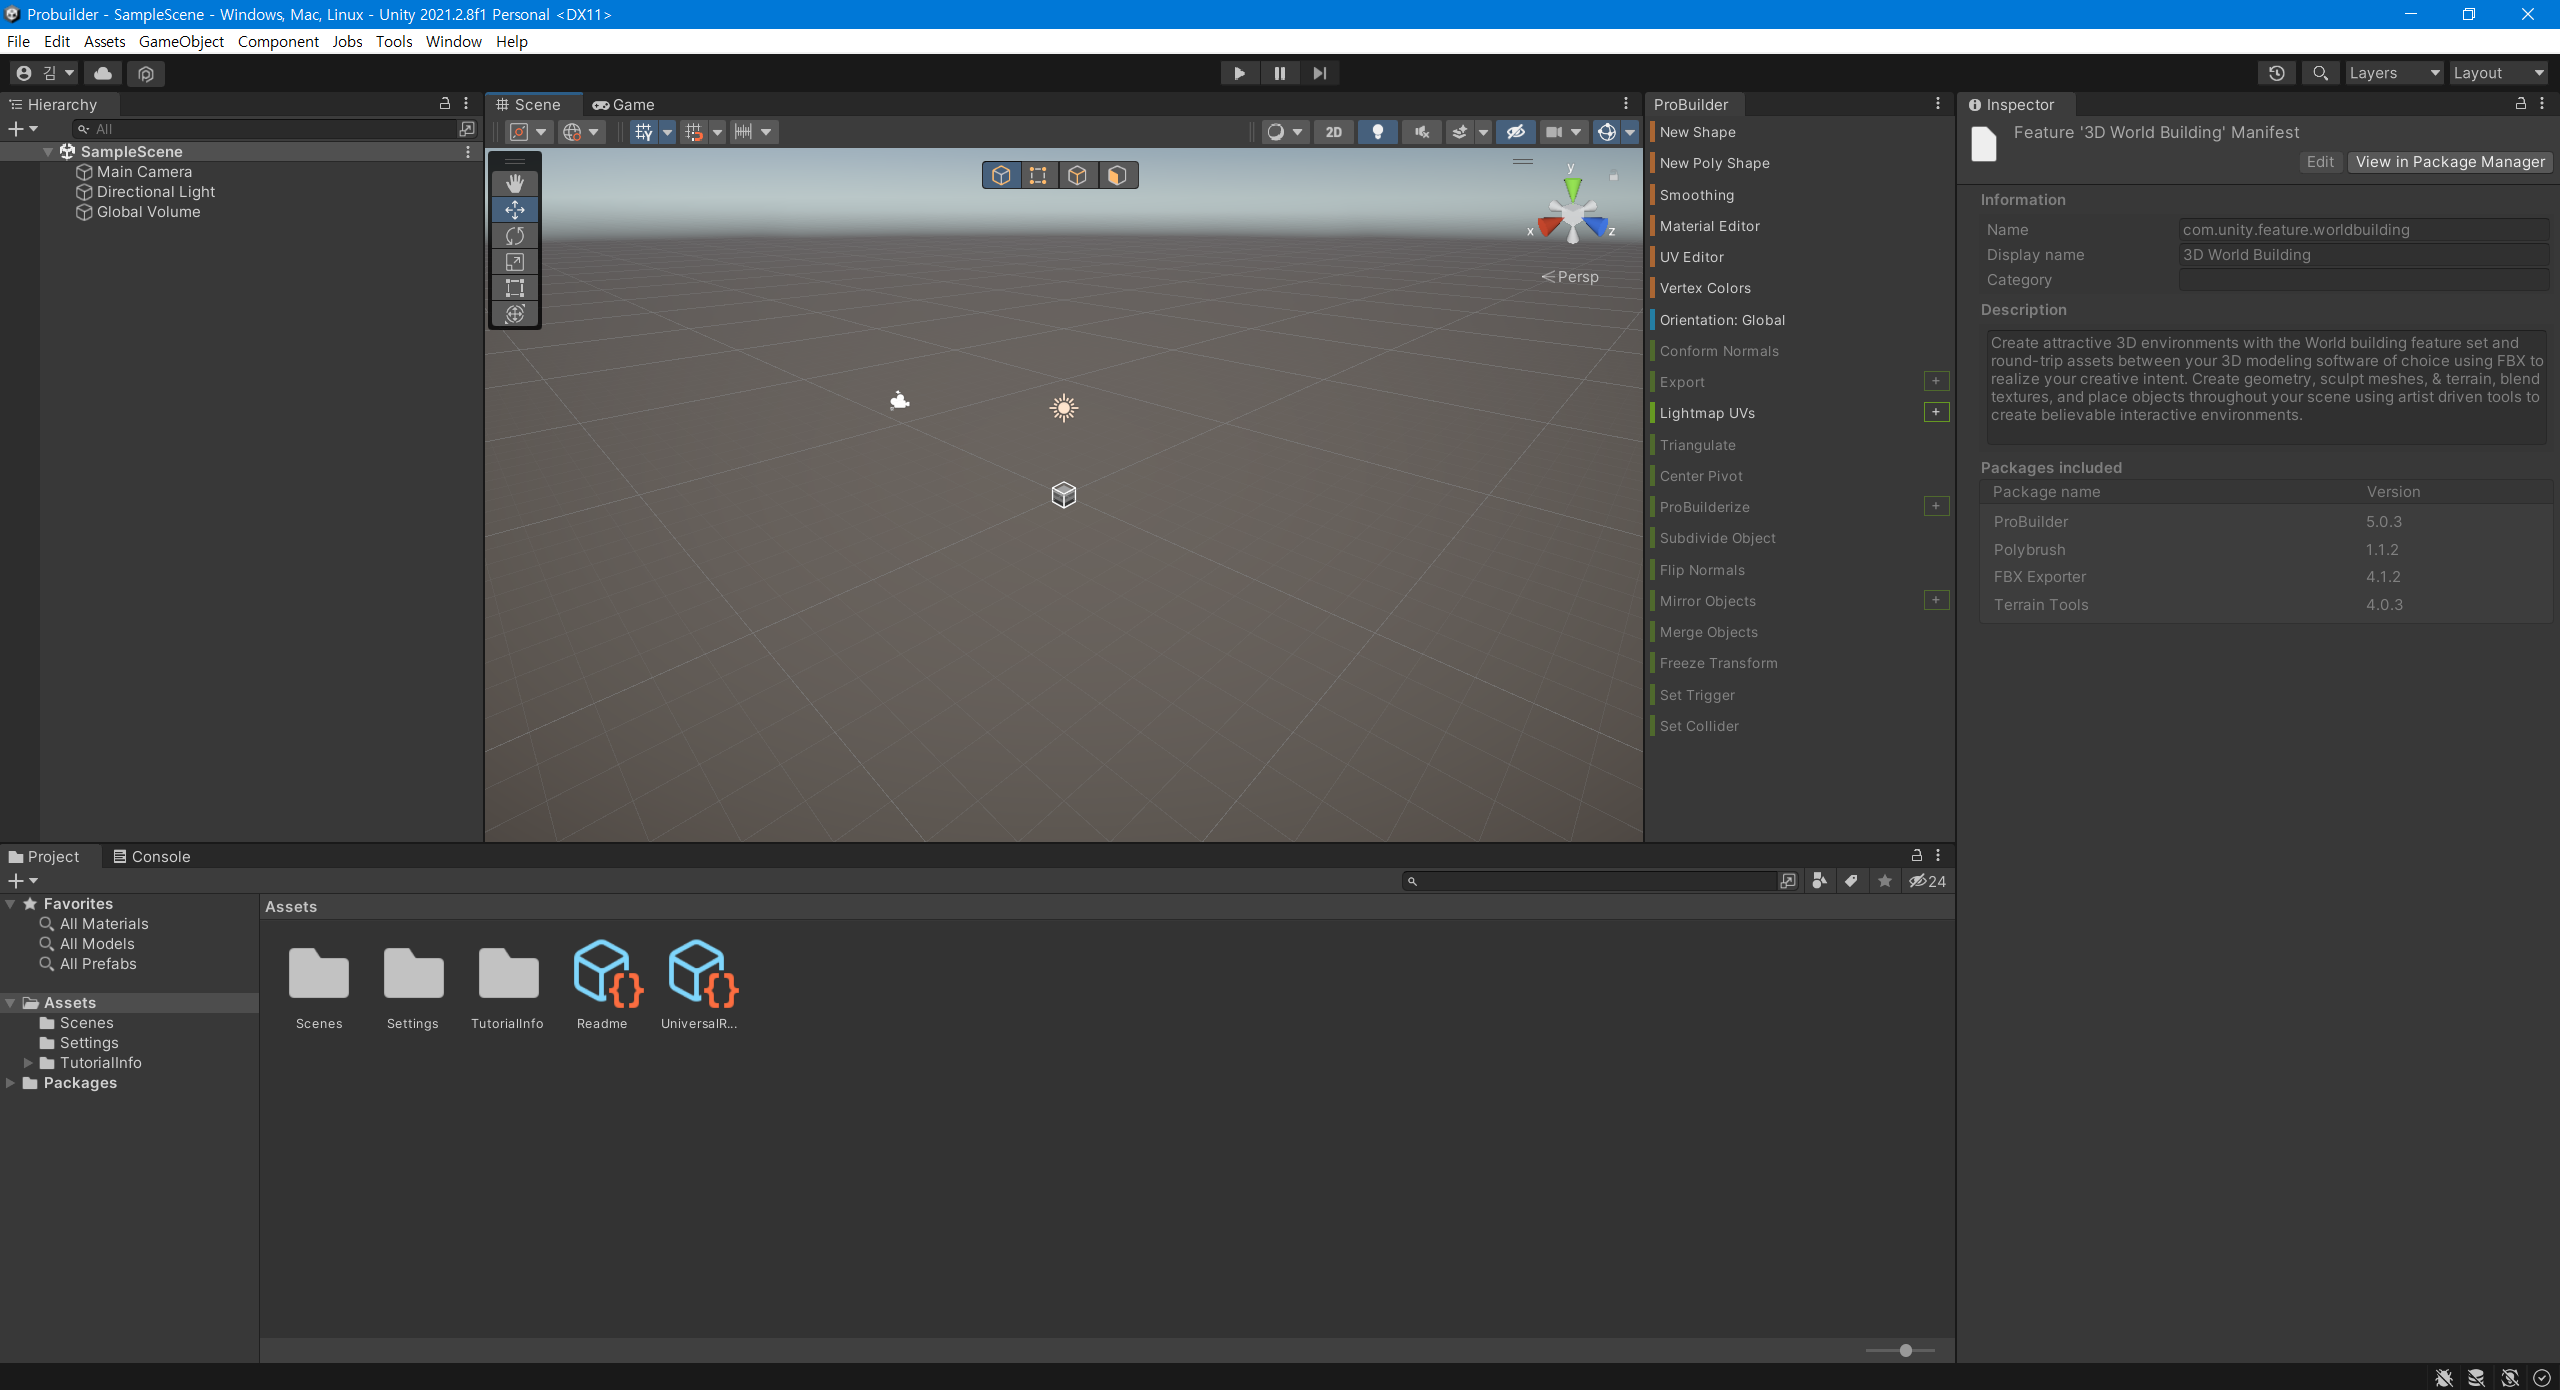 Probuilder - SampleScene - Windows, Mac, Linux - Unity 2021.2.8f1 Personal <DX11>
File Edit Assets GameObject Component Jobs Tools Window Help
김
Layers
Layout
Hierarchy
All
SampleScene
Main Camera
Directional Light
Global Volume
Scene
Game
2D
y
x
z
Persp
ProBuilder
New Shape
New Poly Shape
Smoothing
Material Editor
UV Editor
Vertex Colors
Orientation: Global
Conform Normals
Export +
Lightmap UVs +
Triangulate
Center Pivot
ProBuilderize +
Subdivide Object
Flip Normals
Mirror Objects +
Merge Objects
Freeze Transform
Set Trigger
Set Collider
Inspector
Feature '3D World Building' Manifest
Edit View in Package Manager
Information
Name com.unity.feature.worldbuilding
Display name 3D World Building
Category
Description
Create attractive 3D environments with the World building feature set and
round-trip assets between your 3D modeling software of choice using FBX to
realize your creative intent. Create geometry, sculpt meshes, & terrain, blend
textures, and place objects throughout your scene using artist driven tools to
create believable interactive environments.
Packages included
Package name Version
ProBuilder 5.0.3
Polybrush 1.1.2
FBX Exporter 4.1.2
Terrain Tools 4.0.3
Project
Console
24
Favorites
All Materials
All Models
All Prefabs
Assets
Scenes
Settings
TutorialInfo
Packages
Assets
Scenes
Settings
TutorialInfo
Readme
UniversalR...